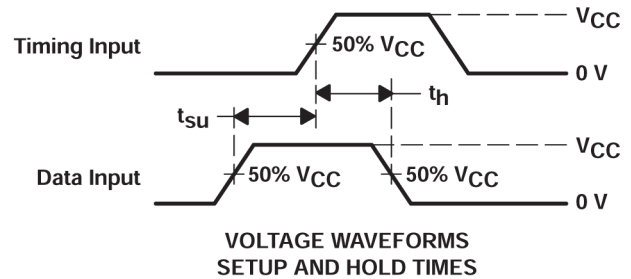 VCC
Timing Input
50% VCC
0 V
th
tsu
VCC
Data Input
50% VCC
50% VCC
0 V
VOLTAGE WAVEFORMS
SETUP AND HOLD TIMES